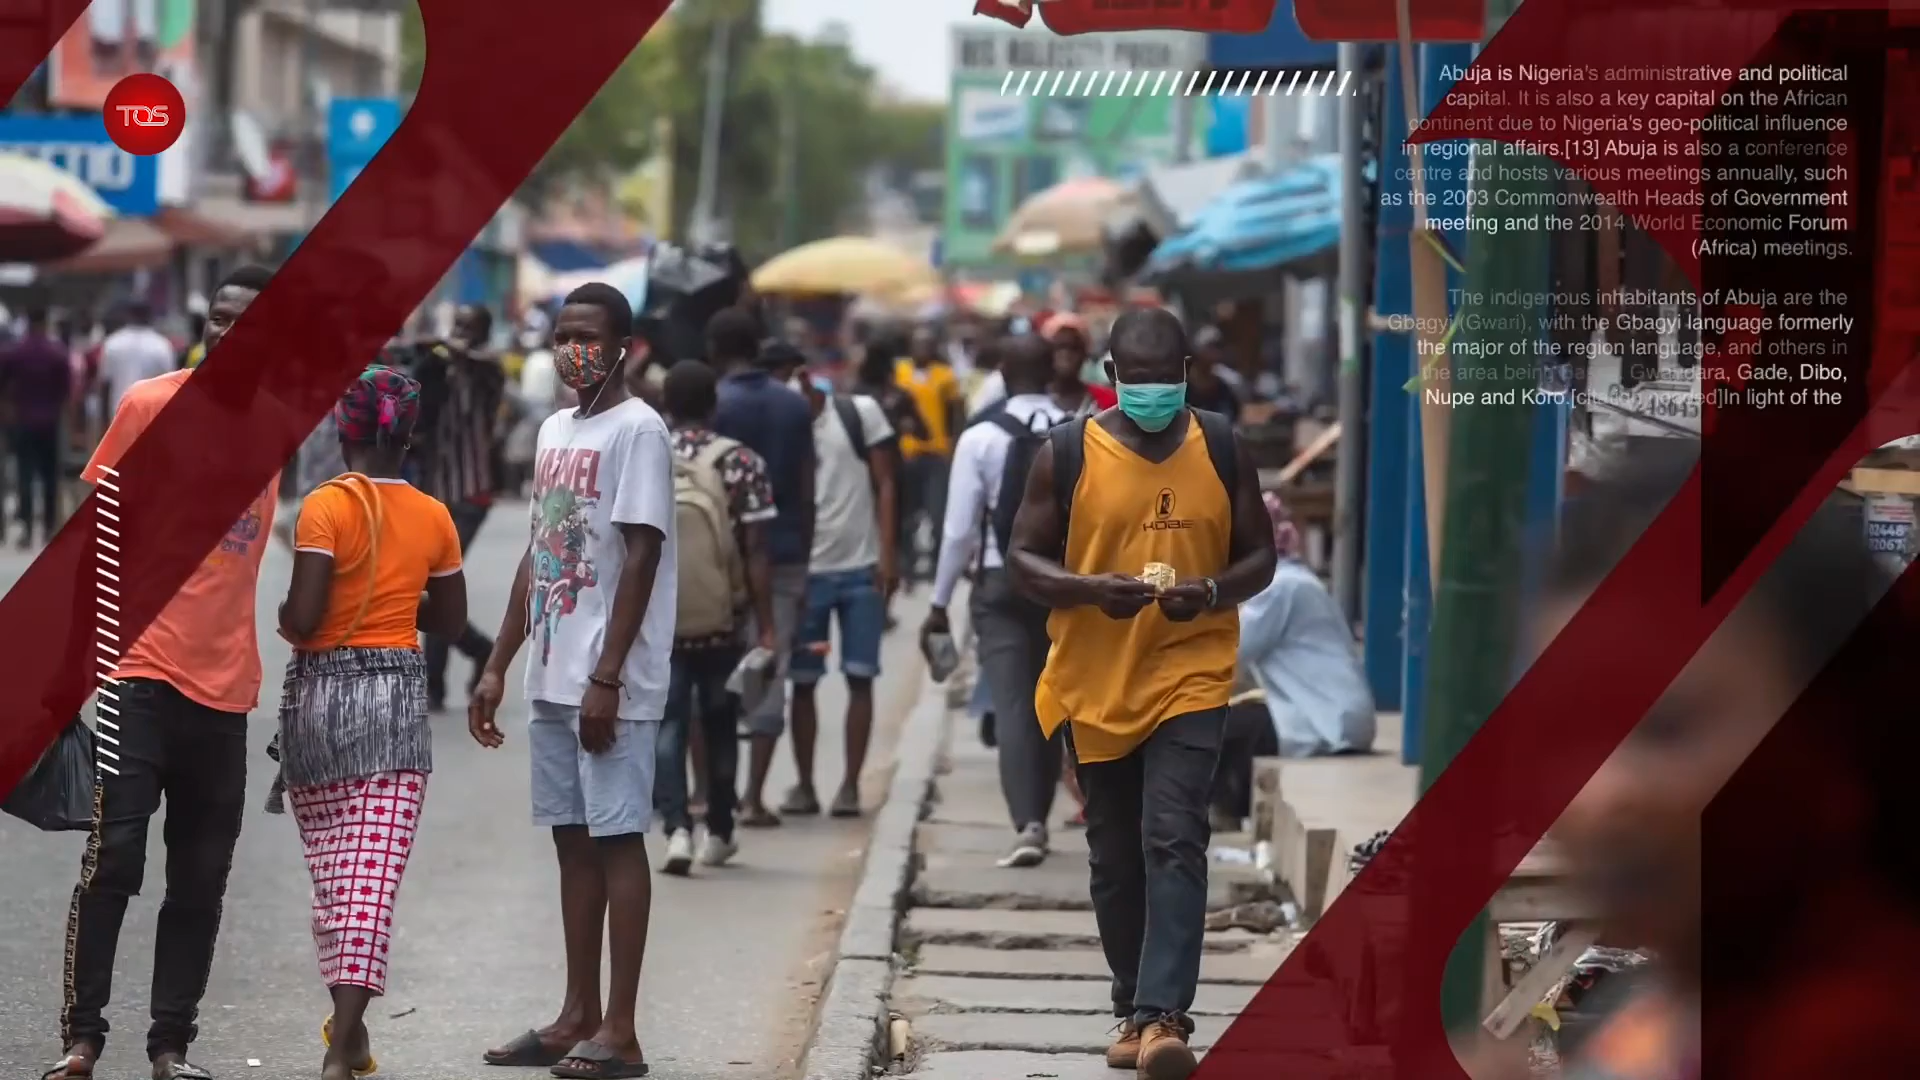 TOS
Abuja is Nigeria's administrative and political
capital. It is also a key capital on the African
continent due to Nigeria's geo-political influence
in regional affairs.[13] Abuja is also a conference
centre and hosts various meetings annually, such
as the 2003 Commonwealth Heads of Government
meeting and the 2014 World Economic Forum
(Africa) meetings.
The indigenous inhabitants of Abuja are the
Gbagyi (Gwari), with the Gbagyi language formerly
the major of the region language, and others in
the area being Gwandara, Gade, Dibo,
Nupe and Koro.[citation needed]In light of the
MARVEL
KOBE